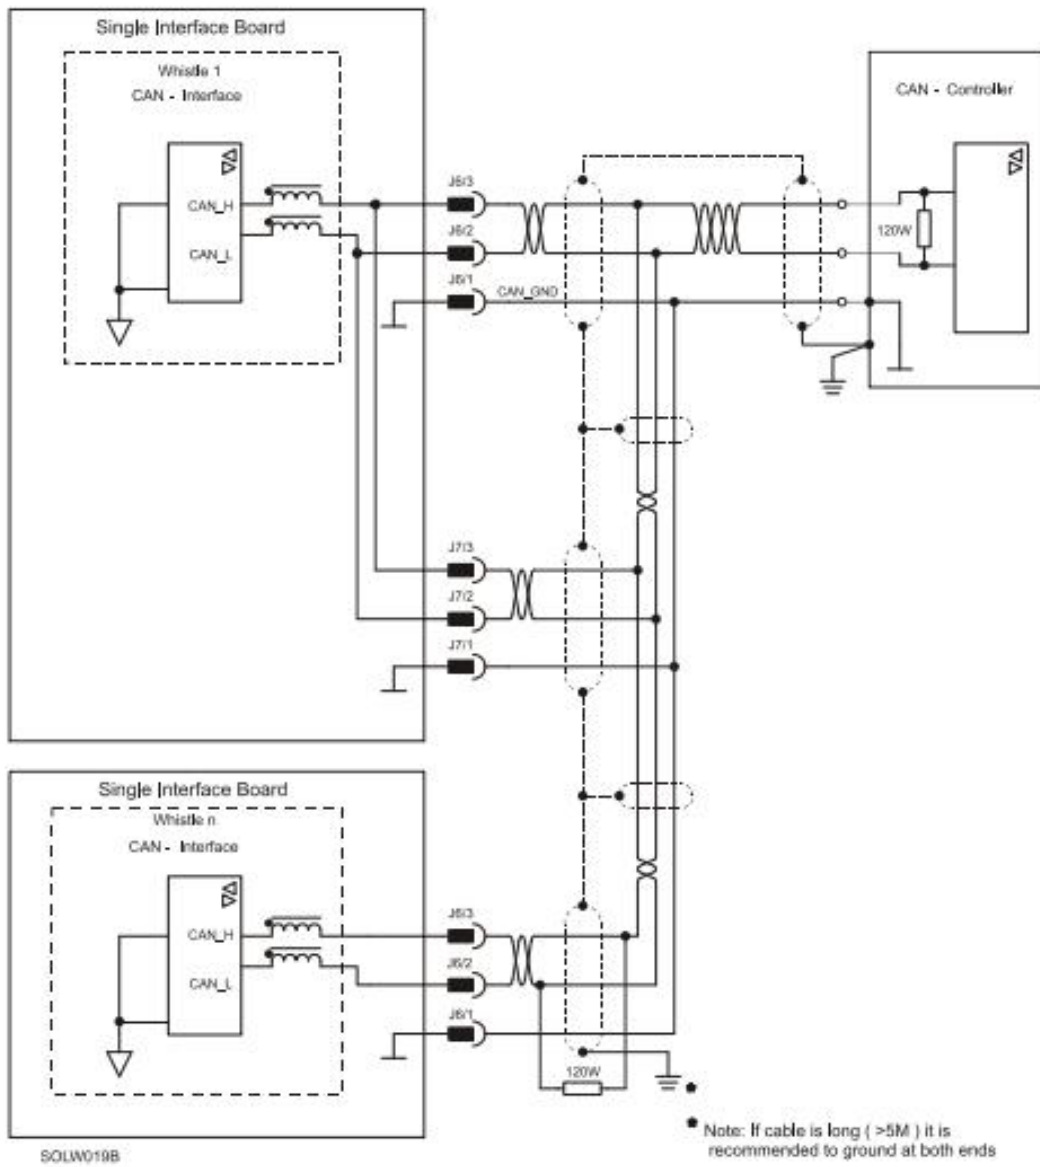 Single Interface Board
Whistle 1
CAN - Interface
CAN_H
CAN_L
J6/3
J6/2
J6/1
CAN_GND
CAN - Controller
120W
J7/3
J7/2
J7/1
Single Interface Board
Whistle n
CAN - Interface
CAN_H
CAN_L
J6/3
J6/2
J6/1
120W
* 
* Note: If cable is long ( >5M ) it is
recommended to ground at both ends
SOLW019B